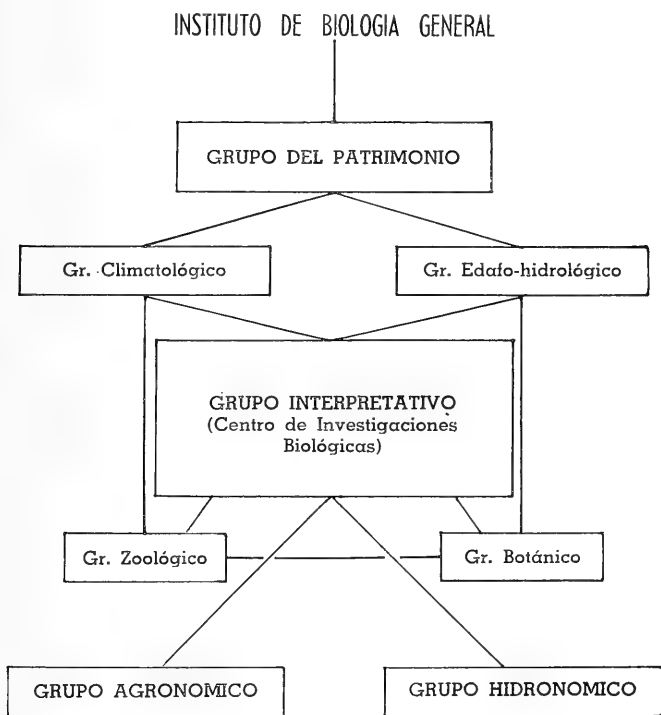 INSTITUTO DE BIOLOGIA GENERAL
GRUPO DEL PATRIMONIO
Gr. Climatológico
Gr. Edafo-hidrológico
GRUPO INTERPRETATIVO
(Centro de Investigaciones
Biológicas)
Gr. Zoológico
Gr. Botánico
GRUPO AGRONOMICO
GRUPO HIDRONOMICO